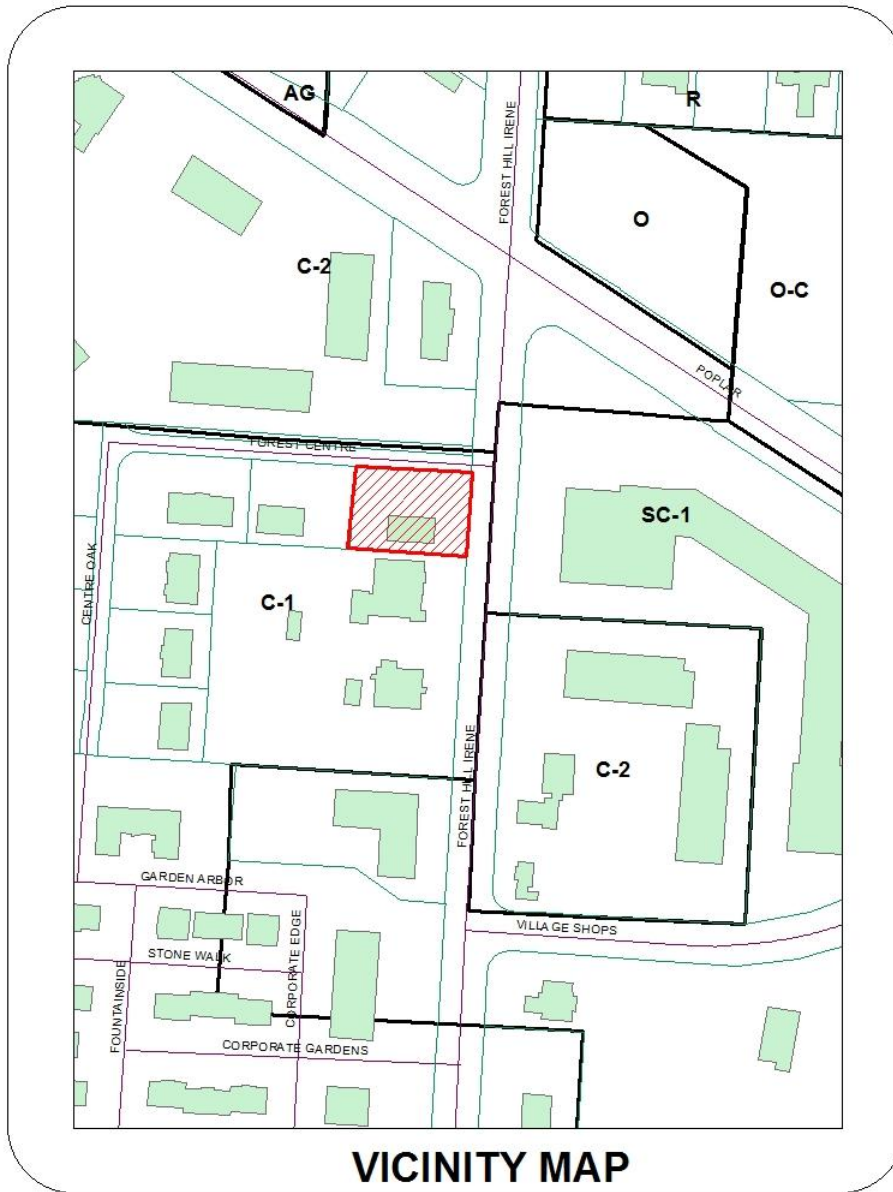 AG
R
FOREST HILL IRENE
O
C-2
O-C
POPLAR
FOREST CENTRE
SC-1
CENTRE OAK
C-1
FOREST HILL IRENE
C-2
GARDEN ARBOR
CORPORATE EDGE
VILLAGE SHOPS
STONE WALK
FOUNTAINSIDE
CORPORATE GARDENS
VICINITY MAP